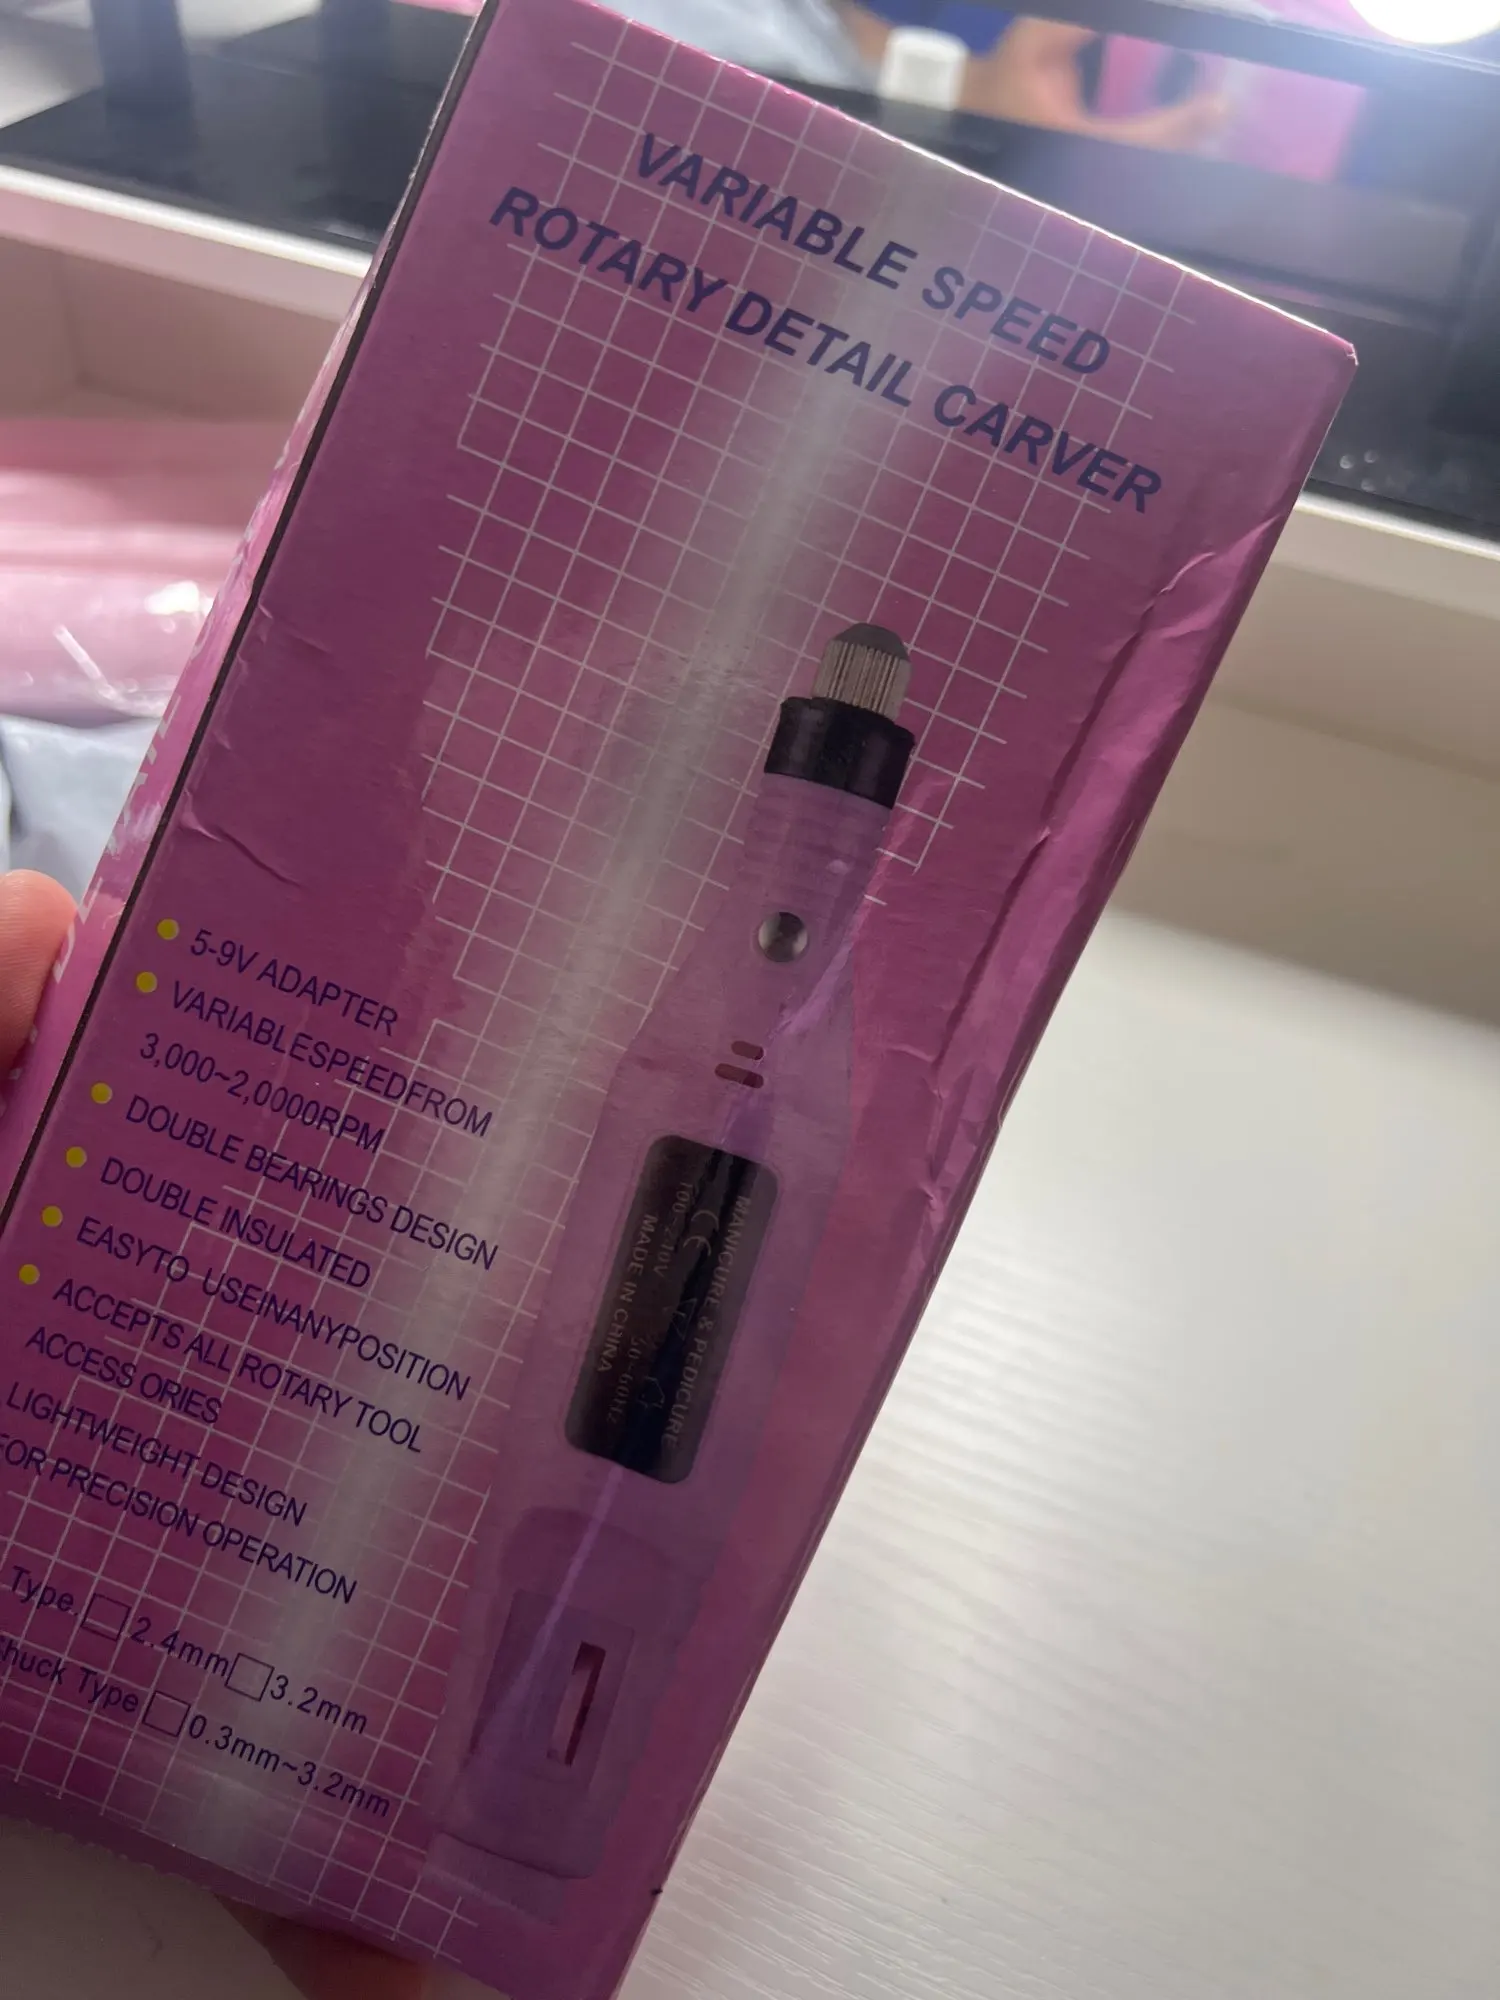 VARIABLE SPEED
ROTARY DETAIL CARVER
5-9V ADAPTER
VARIABLESPEEDFROM
3,000~2,0000RPM
DOUBLE BEARINGS DESIGN
DOUBLE INSULATED
EASYTO USEINANYPOSITION
ACCEPTS ALL ROTARY TOOL
ACCESS ORIES
LIGHTWEIGHT DESIGN
FOR PRECISION OPERATION
Type. 2.4mm 3.2mm
Type 0.3mm~3.2mm
MANICURE & PEDICURE
CE
MADE IN CHINA